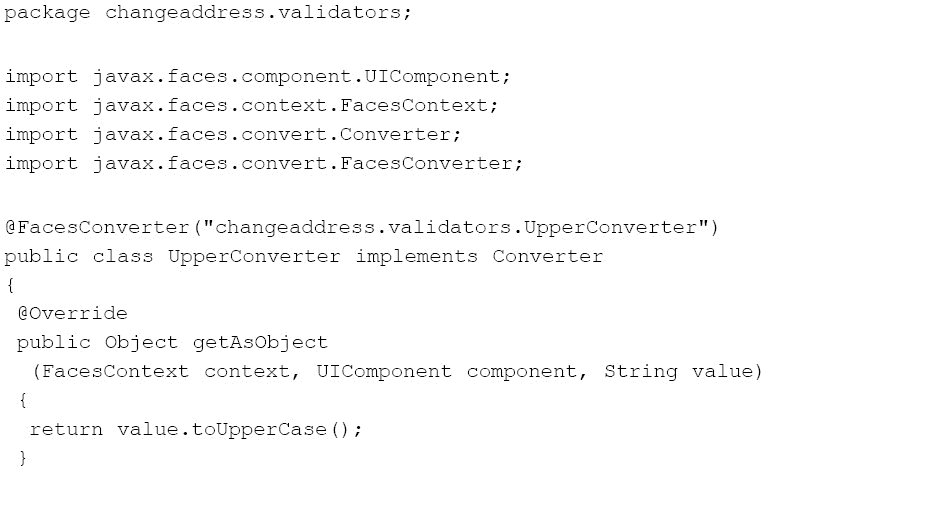 package changeaddress.validators;
import javax.faces.component.UIComponent;
import javax.faces.context.FacesContext;
import javax.faces.convert.Converter;
import javax.faces.convert.FacesConverter;
@FacesConverter("changeaddress.validators.UpperConverter")
public class UpperConverter implements Converter
{
@Override
public Object getAsObject
(FacesContext context, UIComponent component, String value)
{
return value.toUpperCase();
}